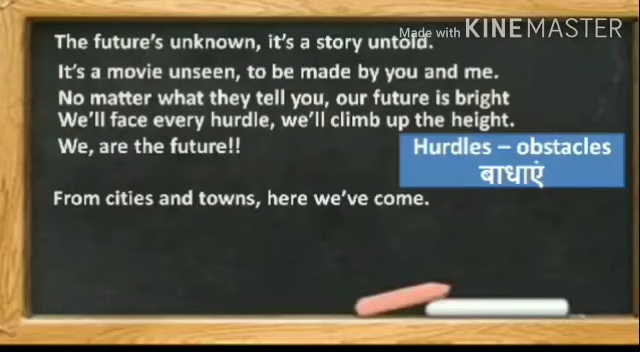 Made with KINEMASTER
The future's unknown, it's a story untold.
It's a movie unseen, to be made by you and me.
No matter what they tell you, our future is bright
We'll face every hurdle, we'll climb up the height.
We, are the future!!
Hurdles – obstacles
बाधाएं
From cities and towns, here we've come.